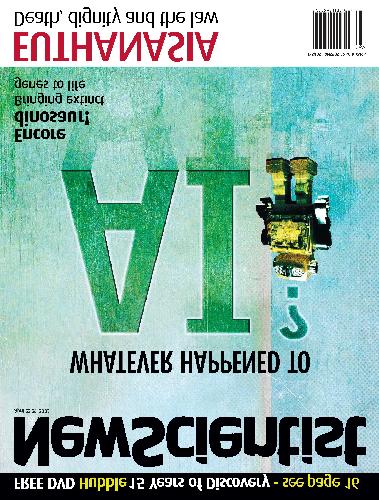 FREE DVD Hubble 15 Years of Discovery - see page 16
NewScientist
WHATEVER HAPPENED TO
AI?
Encore
dinosaur!
Bringing extinct
genes to life
EUTHANASIA
Death, dignity and the law